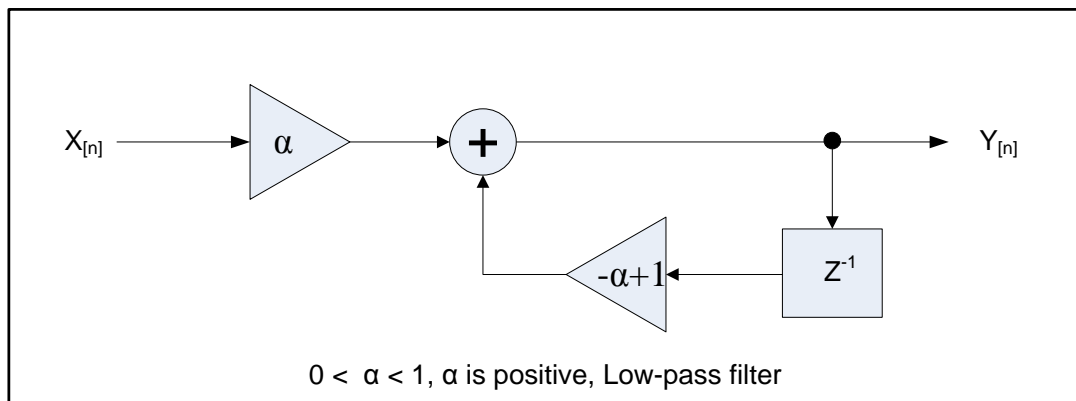 X[n]
α
+
Y[n]
-α+1
Z-1
0 < α < 1, α is positive, Low-pass filter